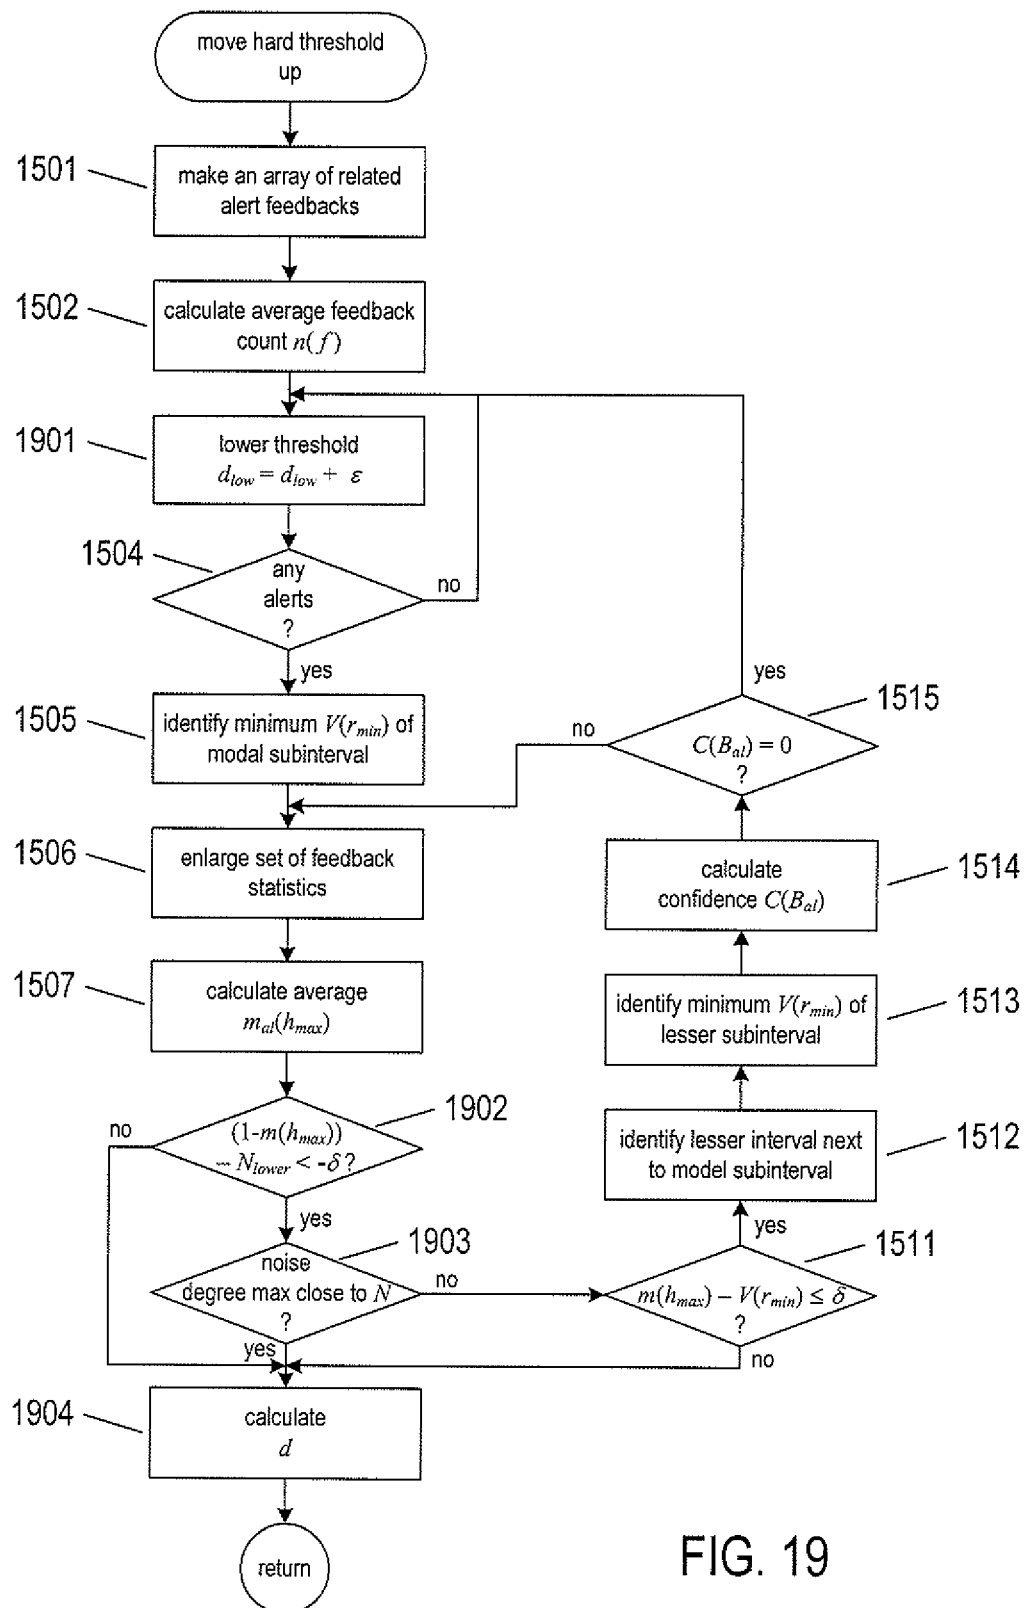 move hard threshold
up
1501
make an array of related
alert feedbacks
1502
calculate average feedback
count n(f)
1901
lower threshold
d_low = d_low + ε
1504
any
alerts
?
no
yes
1505
identify minimum V(r_min) of
modal subinterval
1506
enlarge set of feedback
statistics
1507
calculate average
m_al(h_max)
1902
(1-m(h_max))
– N_lower < -δ?
no
yes
1903
noise
degree max close to N
?
no
yes
1511
m(h_max) – V(r_min) ≤ δ
?
yes
no
1512
identify lesser interval next
to model subinterval
1513
identify minimum V(r_min) of
lesser subinterval
1514
calculate
confidence C(B_al)
1515
C(B_al) = 0
?
yes
no
1904
calculate
d
return
FIG. 19